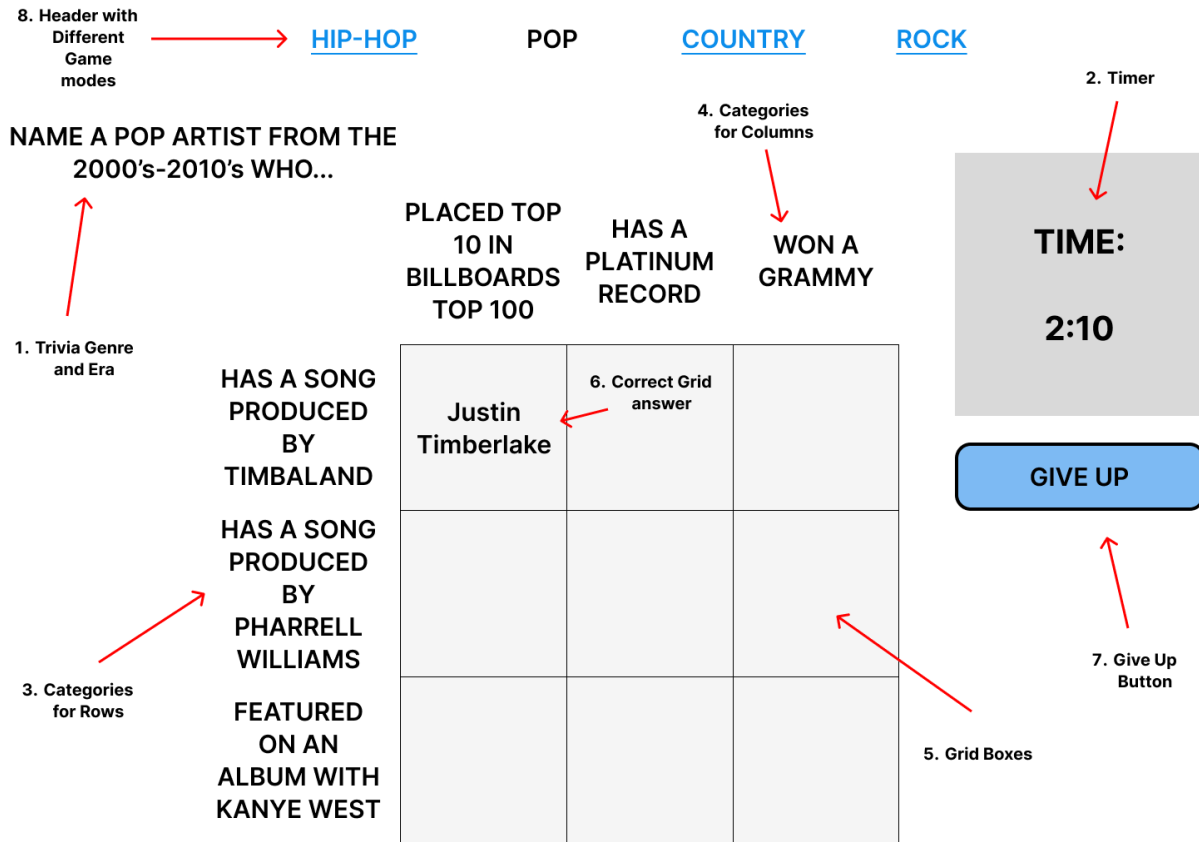 8. Header with
Different
Game
modes
HIP-HOP
POP
COUNTRY
ROCK
2. Timer
4. Categories
for Columns
NAME A POP ARTIST FROM THE
2000’s-2010’s WHO...
PLACED TOP
10 IN
BILLBOARDS
TOP 100
HAS A
PLATINUM
RECORD
WON A
GRAMMY
TIME:
2:10
1. Trivia Genre
and Era
HAS A SONG
PRODUCED
BY
TIMBALAND
Justin
Timberlake
6. Correct Grid
answer
GIVE UP
HAS A SONG
PRODUCED
BY
PHARRELL
WILLIAMS
3. Categories
for Rows
7. Give Up
Button
5. Grid Boxes
FEATURED
ON AN
ALBUM WITH
KANYE WEST